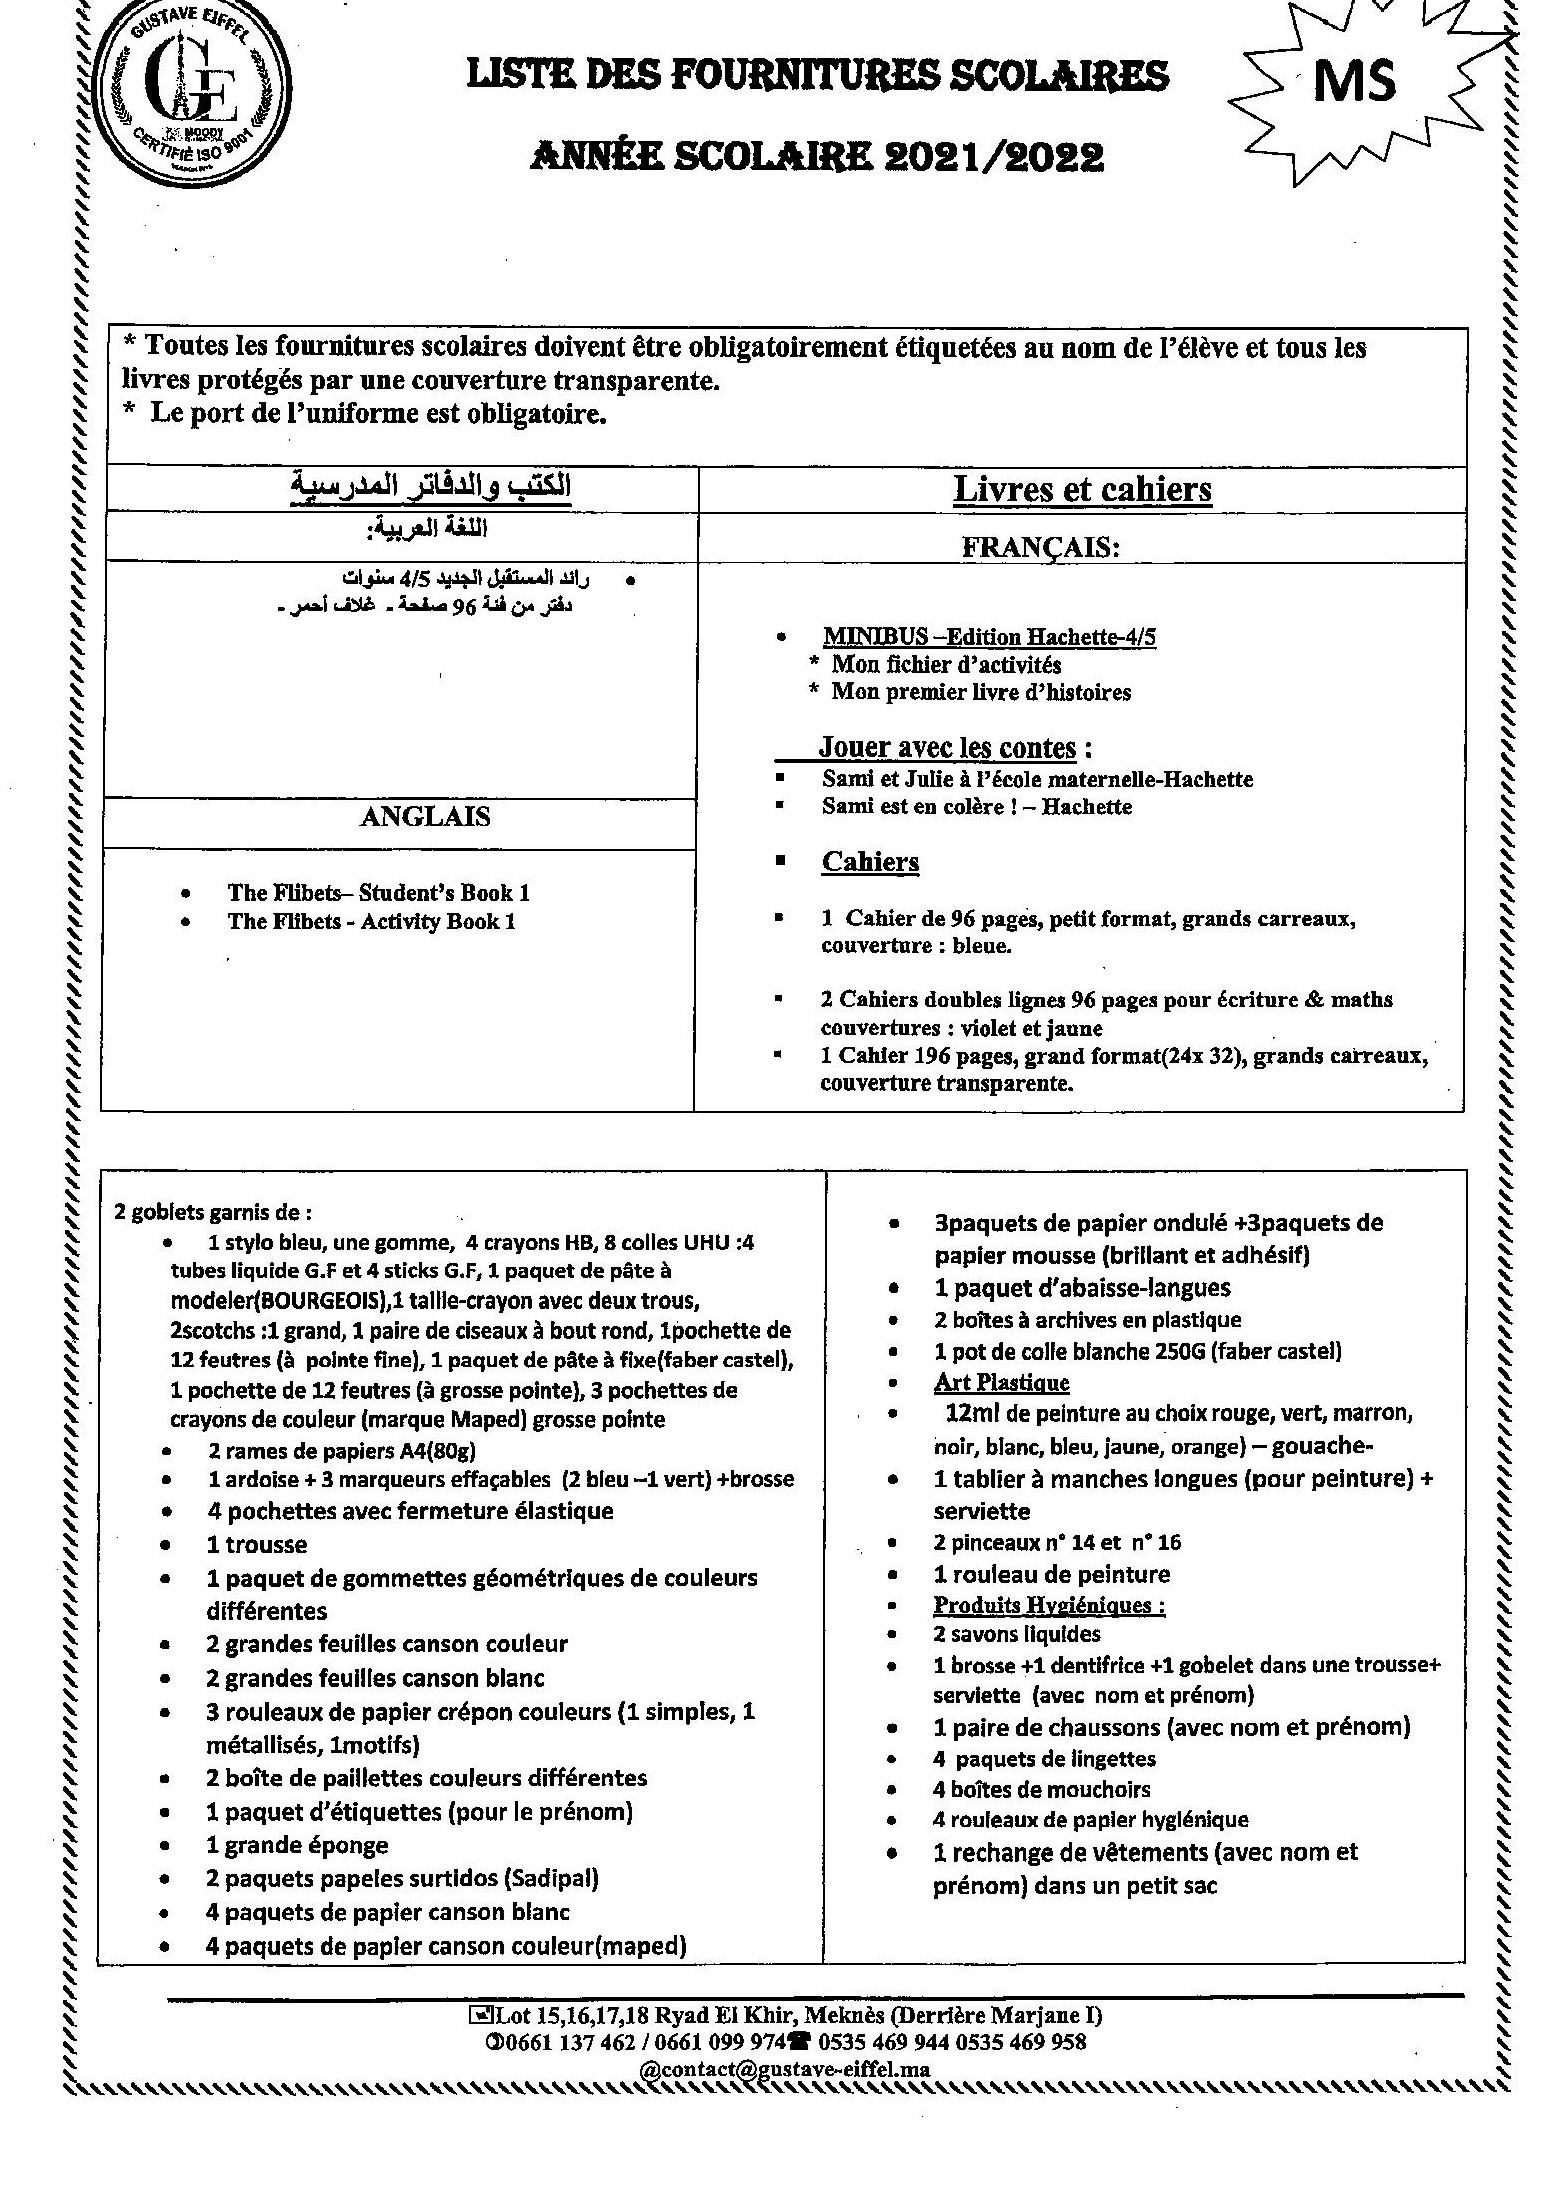 GUSTAVE EIFFEL
GE
MOODY
CERTIFIÉ ISO 9001
LISTE DES FOURNITURES SCOLAIRES
MS
ANNÉE SCOLAIRE 2021/2022
* Toutes les fournitures scolaires doivent être obligatoirement étiquetées au nom de l'élève et tous les
livres protégés par une couverture transparente.
* Le port de l'uniforme est obligatoire.
الكتب والدفاتر المدرسية
اللغة العربية:
• رائد المستقبل الجديد 4/5 سنوات
دفتر من فئة 96 صفحة - غلاف أحمر -
ANGLAIS
• The Flibets– Student's Book 1
• The Flibets - Activity Book 1
Livres et cahiers
FRANÇAIS:
• MINIBUS –Edition Hachette-4/5
* Mon fichier d'activités
* Mon premier livre d'histoires
Jouer avec les contes :
▪ Sami et Julie à l'école maternelle-Hachette
▪ Sami est en colère ! – Hachette
▪ Cahiers
▪ 1 Cahier de 96 pages, petit format, grands carreaux,
couverture : bleue.
▪ 2 Cahiers doubles lignes 96 pages pour écriture & maths
couvertures : violet et jaune
▪ 1 Cahier 196 pages, grand format(24x 32), grands carreaux,
couverture transparente.
2 goblets garnis de :
• 1 stylo bleu, une gomme, 4 crayons HB, 8 colles UHU :4
tubes liquide G.F et 4 sticks G.F, 1 paquet de pâte à
modeler(BOURGEOIS),1 taille-crayon avec deux trous,
2scotchs :1 grand, 1 paire de ciseaux à bout rond, 1pochette de
12 feutres (à pointe fine), 1 paquet de pâte à fixe(faber castel),
1 pochette de 12 feutres (à grosse pointe), 3 pochettes de
crayons de couleur (marque Maped) grosse pointe
• 2 rames de papiers A4(80g)
• 1 ardoise + 3 marqueurs effaçables (2 bleu –1 vert) +brosse
• 4 pochettes avec fermeture élastique
• 1 trousse
• 1 paquet de gommettes géométriques de couleurs
différentes
• 2 grandes feuilles canson couleur
• 2 grandes feuilles canson blanc
• 3 rouleaux de papier crépon couleurs (1 simples, 1
métallisés, 1motifs)
• 2 boîte de paillettes couleurs différentes
• 1 paquet d'étiquettes (pour le prénom)
• 1 grande éponge
• 2 paquets papeles surtidos (Sadipal)
• 4 paquets de papier canson blanc
• 4 paquets de papier canson couleur(maped)
• 3paquets de papier ondulé +3paquets de
papier mousse (brillant et adhésif)
• 1 paquet d'abaisse-langues
• 2 boîtes à archives en plastique
• 1 pot de colle blanche 250G (faber castel)
• Art Plastique
• 12ml de peinture au choix rouge, vert, marron,
noir, blanc, bleu, jaune, orange) – gouache-
• 1 tablier à manches longues (pour peinture) +
serviette
• 2 pinceaux n° 14 et n° 16
• 1 rouleau de peinture
▪ Produits Hygiéniques :
• 2 savons liquides
• 1 brosse +1 dentifrice +1 gobelet dans une trousse+
serviette (avec nom et prénom)
• 1 paire de chaussons (avec nom et prénom)
• 4 paquets de lingettes
• 4 boîtes de mouchoirs
• 4 rouleaux de papier hygiénique
• 1 rechange de vêtements (avec nom et
prénom) dans un petit sac
Lot 15,16,17,18 Ryad El Khir, Meknès (Derrière Marjane I)
0661 137 462 / 0661 099 974☎ 0535 469 944 0535 469 958
@contact@gustave-eiffel.ma